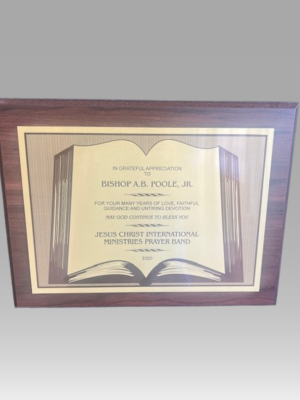 IN GRATEFUL APPRECIATION
TO
BISHOP A.B. POOLE, JR.
FOR YOUR MANY YEARS OF LOVE, FAITHFUL
GUIDANCE AND UNTIRING DEVOTION
MAY GOD CONTINUE TO BLESS YOU
JESUS CHRIST INTERNATIONAL
MINISTRIES PRAYER BAND
2020